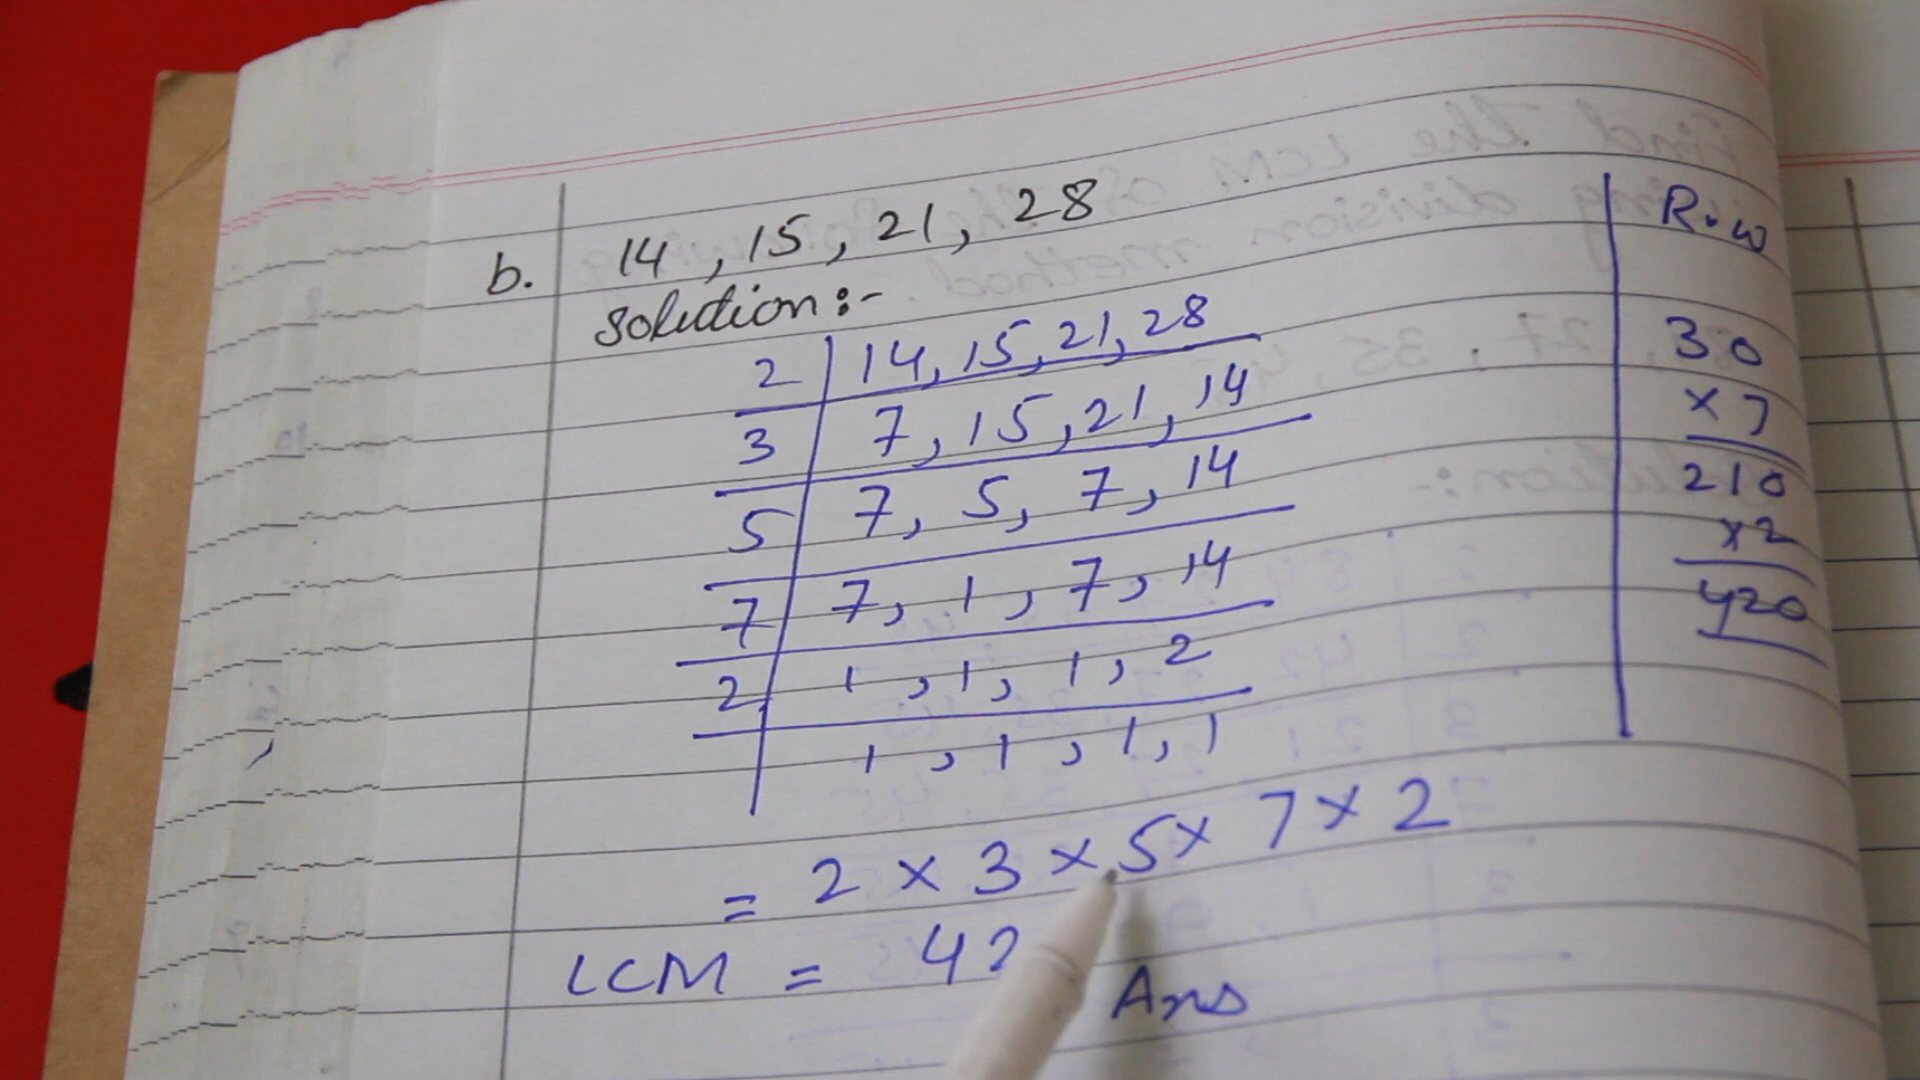 b. 14, 15, 21, 28
Solution:-
2 | 14, 15, 21, 28
3 | 7, 15, 21, 14
5 | 7, 5, 7, 14
7 | 7, 1, 7, 14
2 | 1, 1, 1, 2
1, 1, 1, 1
= 2 × 3 × 5 × 7 × 2
LCM = 42 Ans
R.W
30
×7
210
×2
420